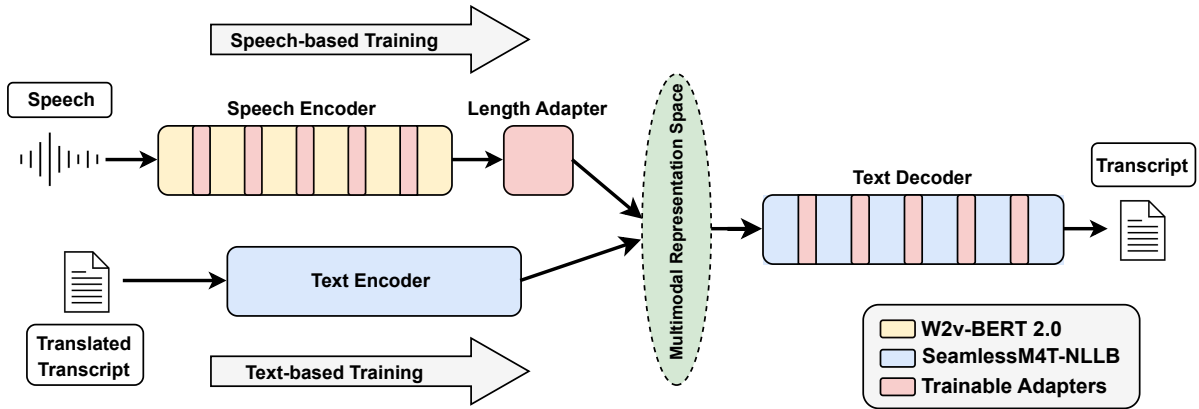 Speech-based Training
Speech
Speech Encoder
Length Adapter
Multimodal Representation Space
Text Decoder
Transcript
Text Encoder
Translated
Transcript
Text-based Training
W2v-BERT 2.0
SeamlessM4T-NLLB
Trainable Adapters